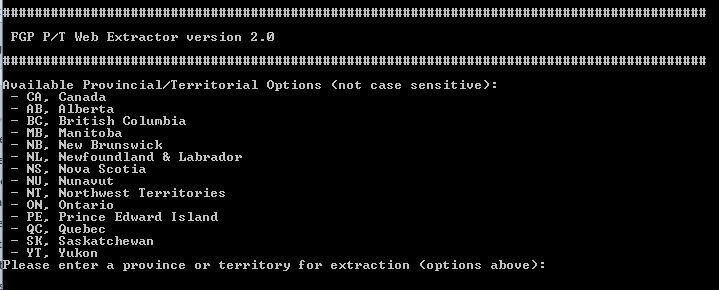 ########################################################################################
FGP P/T Web Extractor version 2.0
########################################################################################
Available Provincial/Territorial Options (not case sensitive):
- CA, Canada
- AB, Alberta
- BC, British Columbia
- MB, Manitoba
- NB, New Brunswick
- NL, Newfoundland & Labrador
- NS, Nova Scotia
- NU, Nunavut
- NT, Northwest Territories
- ON, Ontario
- PE, Prince Edward Island
- QC, Quebec
- SK, Saskatchewan
- YT, Yukon
Please enter a province or territory for extraction (options above):